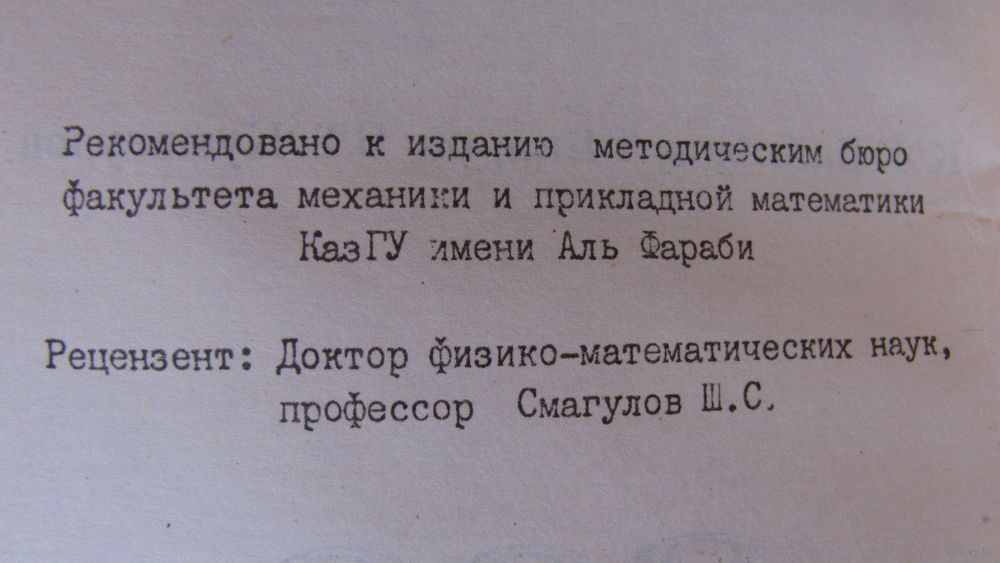 Рекомендовано к изданию методическим бюро
факультета механики и прикладной математики
КазГУ имени Аль Фараби
Рецензент: Доктор физико-математических наук,
профессор Смагулов Ш.С.